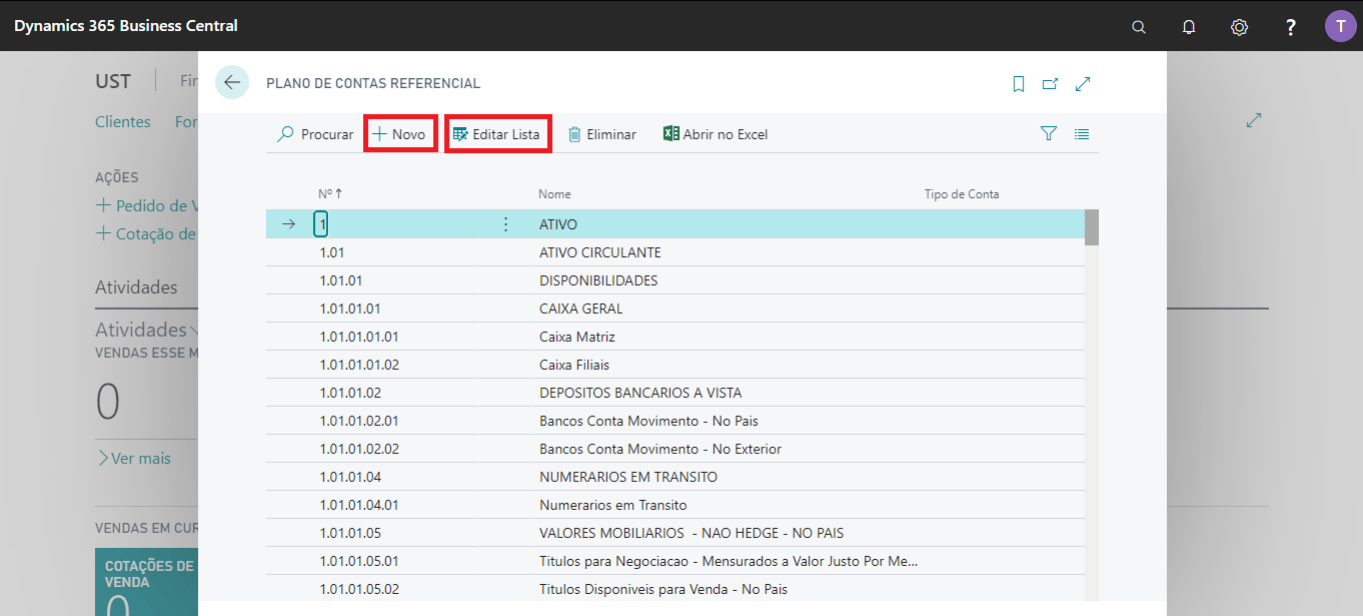 Dynamics 365 Business Central
?
T
UST
Fin
Clientes
For
AÇÕES
+ Pedido de V
+ Cotação de
Atividades
Atividades
VENDAS ESSE M
0
Ver mais
VENDAS EM CUR
COTAÇÕES DE
VENDA
0
PLANO DE CONTAS REFERENCIAL
Procurar
+ Novo
Editar Lista
Eliminar
Abrir no Excel
Nº ↑
Nome
Tipo de Conta
→ 1 ATIVO
1.01 ATIVO CIRCULANTE
1.01.01 DISPONIBILIDADES
1.01.01.01 CAIXA GERAL
1.01.01.01.01 Caixa Matriz
1.01.01.01.02 Caixa Filiais
1.01.01.02 DEPOSITOS BANCARIOS A VISTA
1.01.01.02.01 Bancos Conta Movimento - No Pais
1.01.01.02.02 Bancos Conta Movimento - No Exterior
1.01.01.04 NUMERARIOS EM TRANSITO
1.01.01.04.01 Numerarios em Transito
1.01.01.05 VALORES MOBILIARIOS - NAO HEDGE - NO PAIS
1.01.01.05.01 Titulos para Negociacao - Mensurados a Valor Justo Por Me...
1.01.01.05.02 Titulos Disponiveis para Venda - No Pais